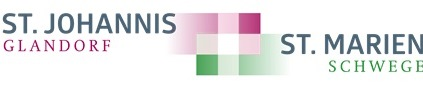 ST. JOHANNIS
GLANDORF
ST. MARIEN
SCHWEGE